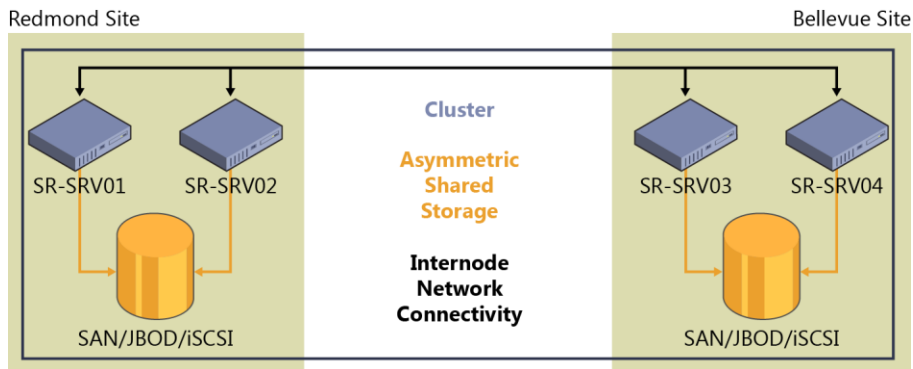 Redmond Site
Bellevue Site
Cluster
SR-SRV01
SR-SRV02
Asymmetric
Shared
Storage
SR-SRV03
SR-SRV04
Internode
Network
Connectivity
SAN/JBOD/iSCSI
SAN/JBOD/iSCSI